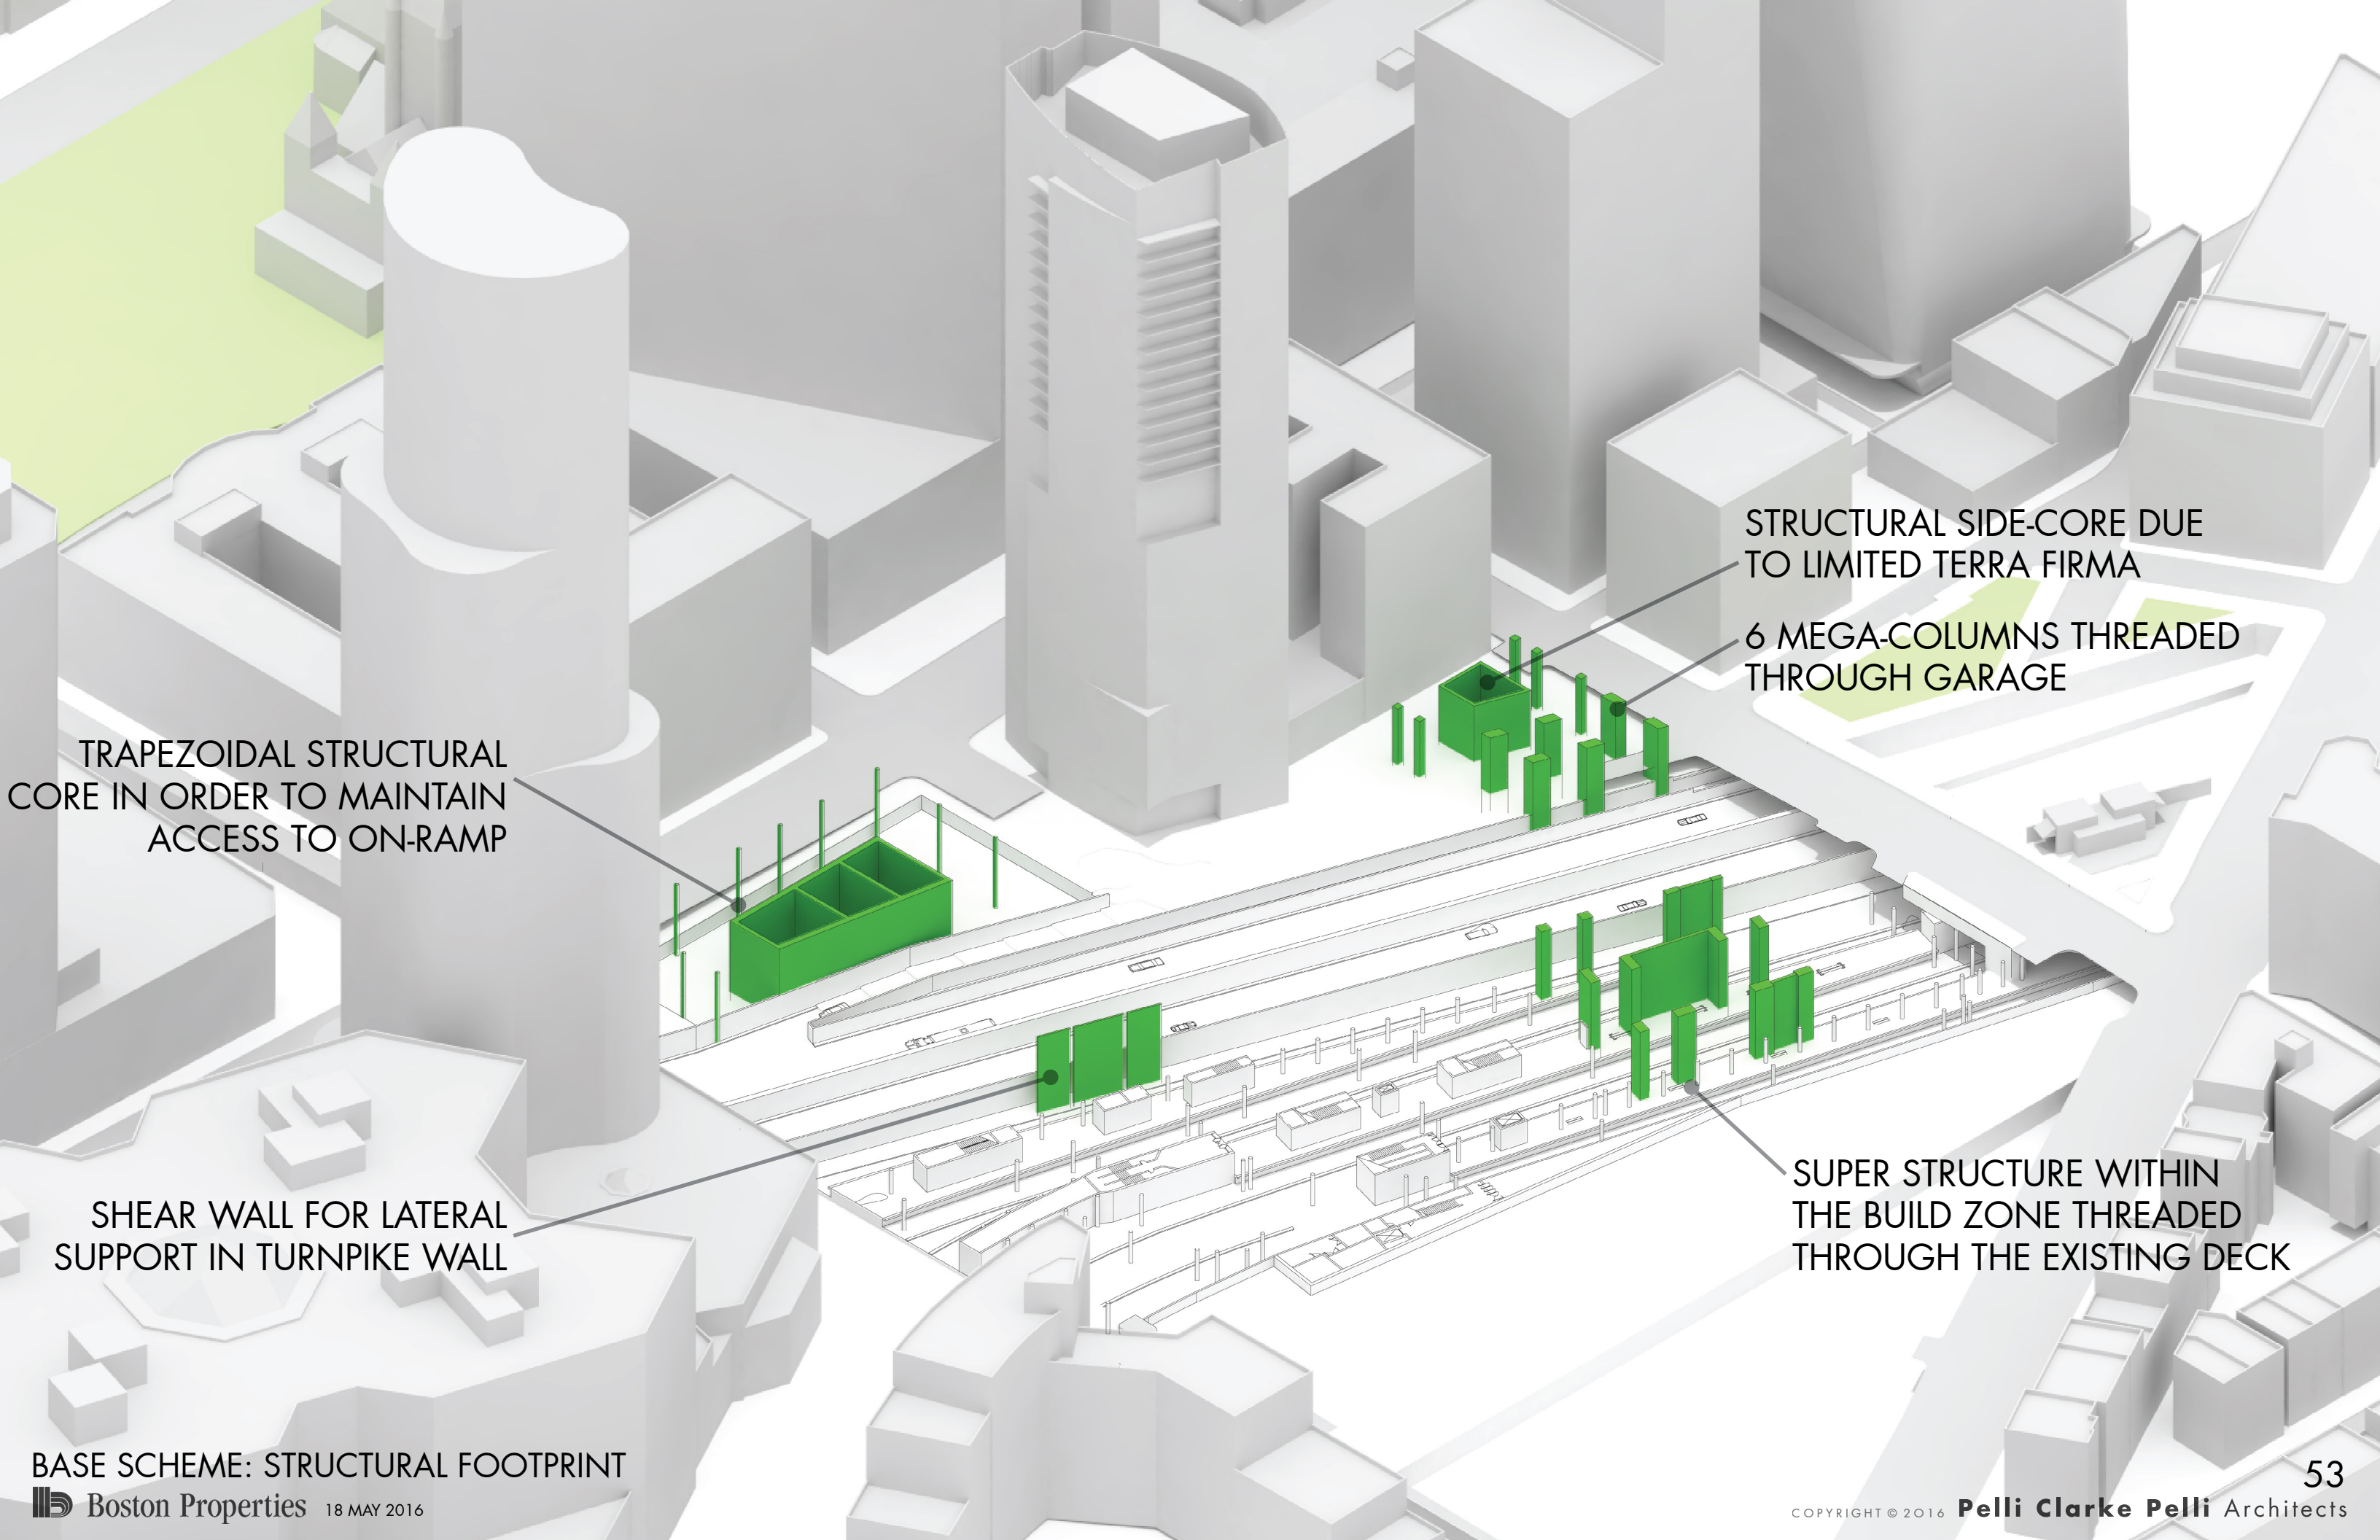 STRUCTURAL SIDE-CORE DUE
TO LIMITED TERRA FIRMA
6 MEGA-COLUMNS THREADED
THROUGH GARAGE
TRAPEZOIDAL STRUCTURAL
CORE IN ORDER TO MAINTAIN
ACCESS TO ON-RAMP
SHEAR WALL FOR LATERAL
SUPPORT IN TURNPIKE WALL
SUPER STRUCTURE WITHIN
THE BUILD ZONE THREADED
THROUGH THE EXISTING DECK
BASE SCHEME: STRUCTURAL FOOTPRINT
Boston Properties 18 MAY 2016
53
COPYRIGHT © 2016 Pelli Clarke Pelli Architects